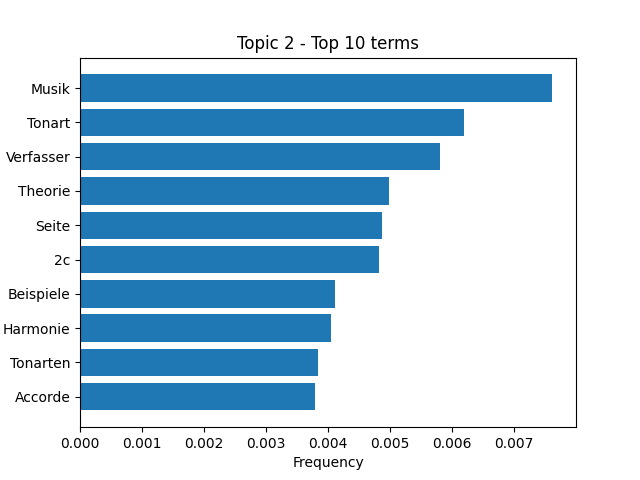 Topic 2 - Top 10 terms
Musik
Tonart
Verfasser
Theorie
Seite
2c
Beispiele
Harmonie
Tonarten
Accorde
0.000 0.001 0.002 0.003 0.004 0.005 0.006 0.007
Frequency